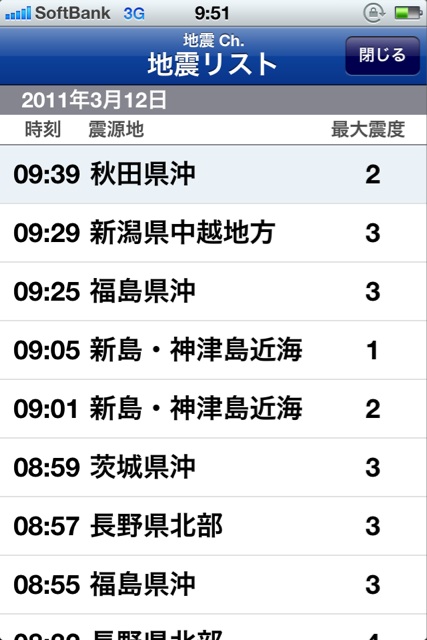 SoftBank 3G 9:51
地震 Ch.
地震リスト
閉じる
2011年3月12日
時刻 震源地 最大震度
09:39 秋田県沖 2
09:29 新潟県中越地方 3
09:25 福島県沖 3
09:05 新島・神津島近海 1
09:01 新島・神津島近海 2
08:59 茨城県沖 3
08:57 長野県北部 3
08:55 福島県沖 3
長野県北部